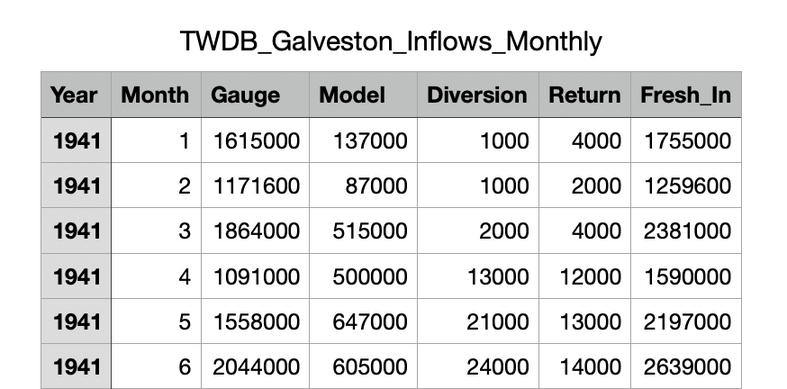 TWDB_Galveston_Inflows_Monthly
Year Month Gauge Model Diversion Return Fresh_In
1941 1 1615000 137000 1000 4000 1755000
1941 2 1171600 87000 1000 2000 1259600
1941 3 1864000 515000 2000 4000 2381000
1941 4 1091000 500000 13000 12000 1590000
1941 5 1558000 647000 21000 13000 2197000
1941 6 2044000 605000 24000 14000 2639000